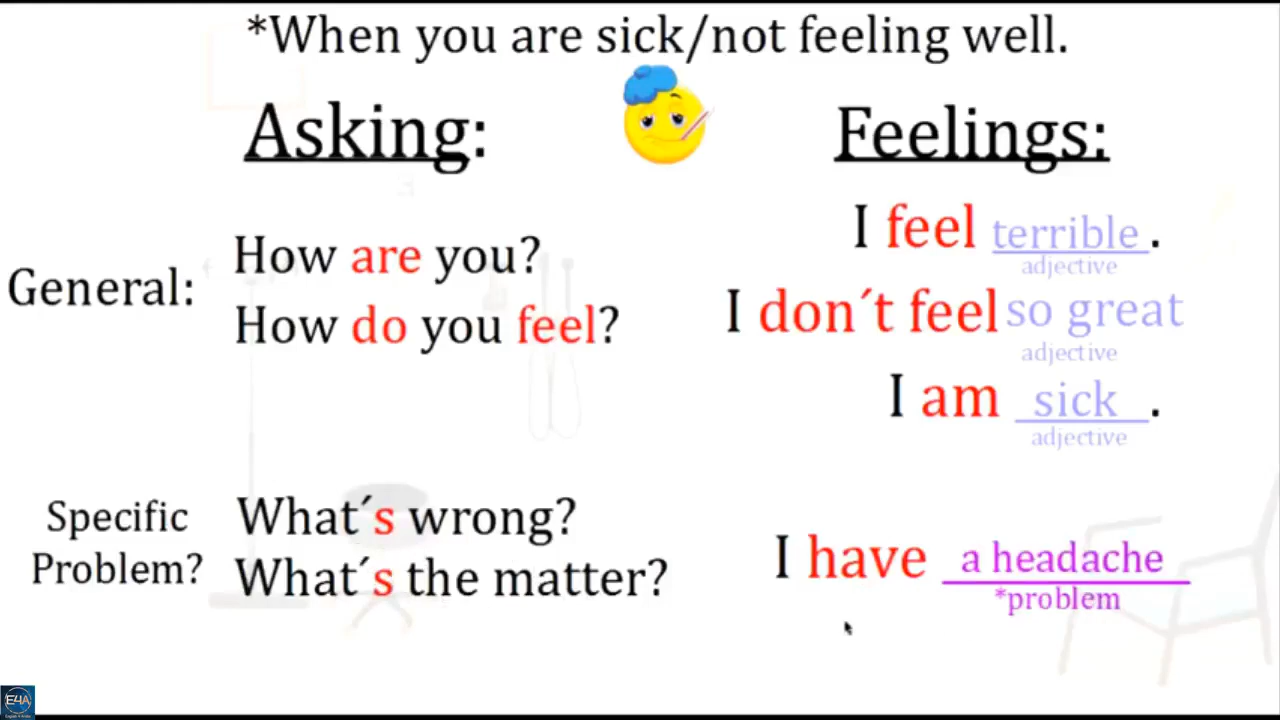 *When you are sick/not feeling well.
Asking:
Feelings:
General:
How are you?
How do you feel?
I feel terrible.
adjective
I don´t feel so great
adjective
I am sick.
adjective
Specific
Problem?
What´s wrong?
What´s the matter?
I have a headache
*problem
E4A